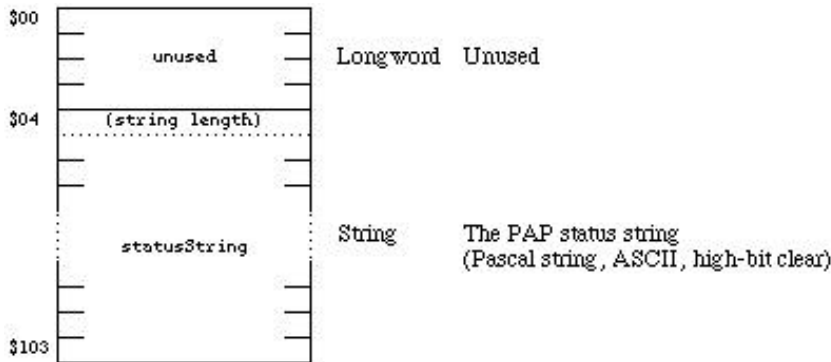 $00
unused Longword Unused
$04 (string length)
statusString String The PAP status string
(Pascal string, ASCII, high-bit clear)
$103